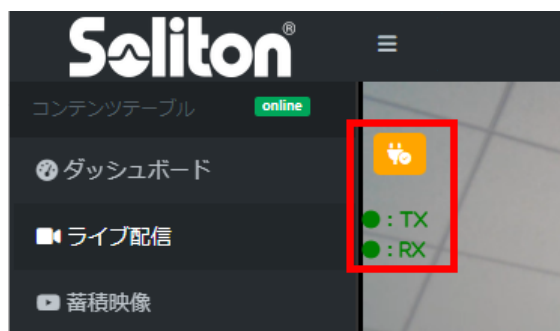 Soliton®
コンテンツテーブル online
ダッシュボード
ライブ配信
蓄積映像
: TX
: RX